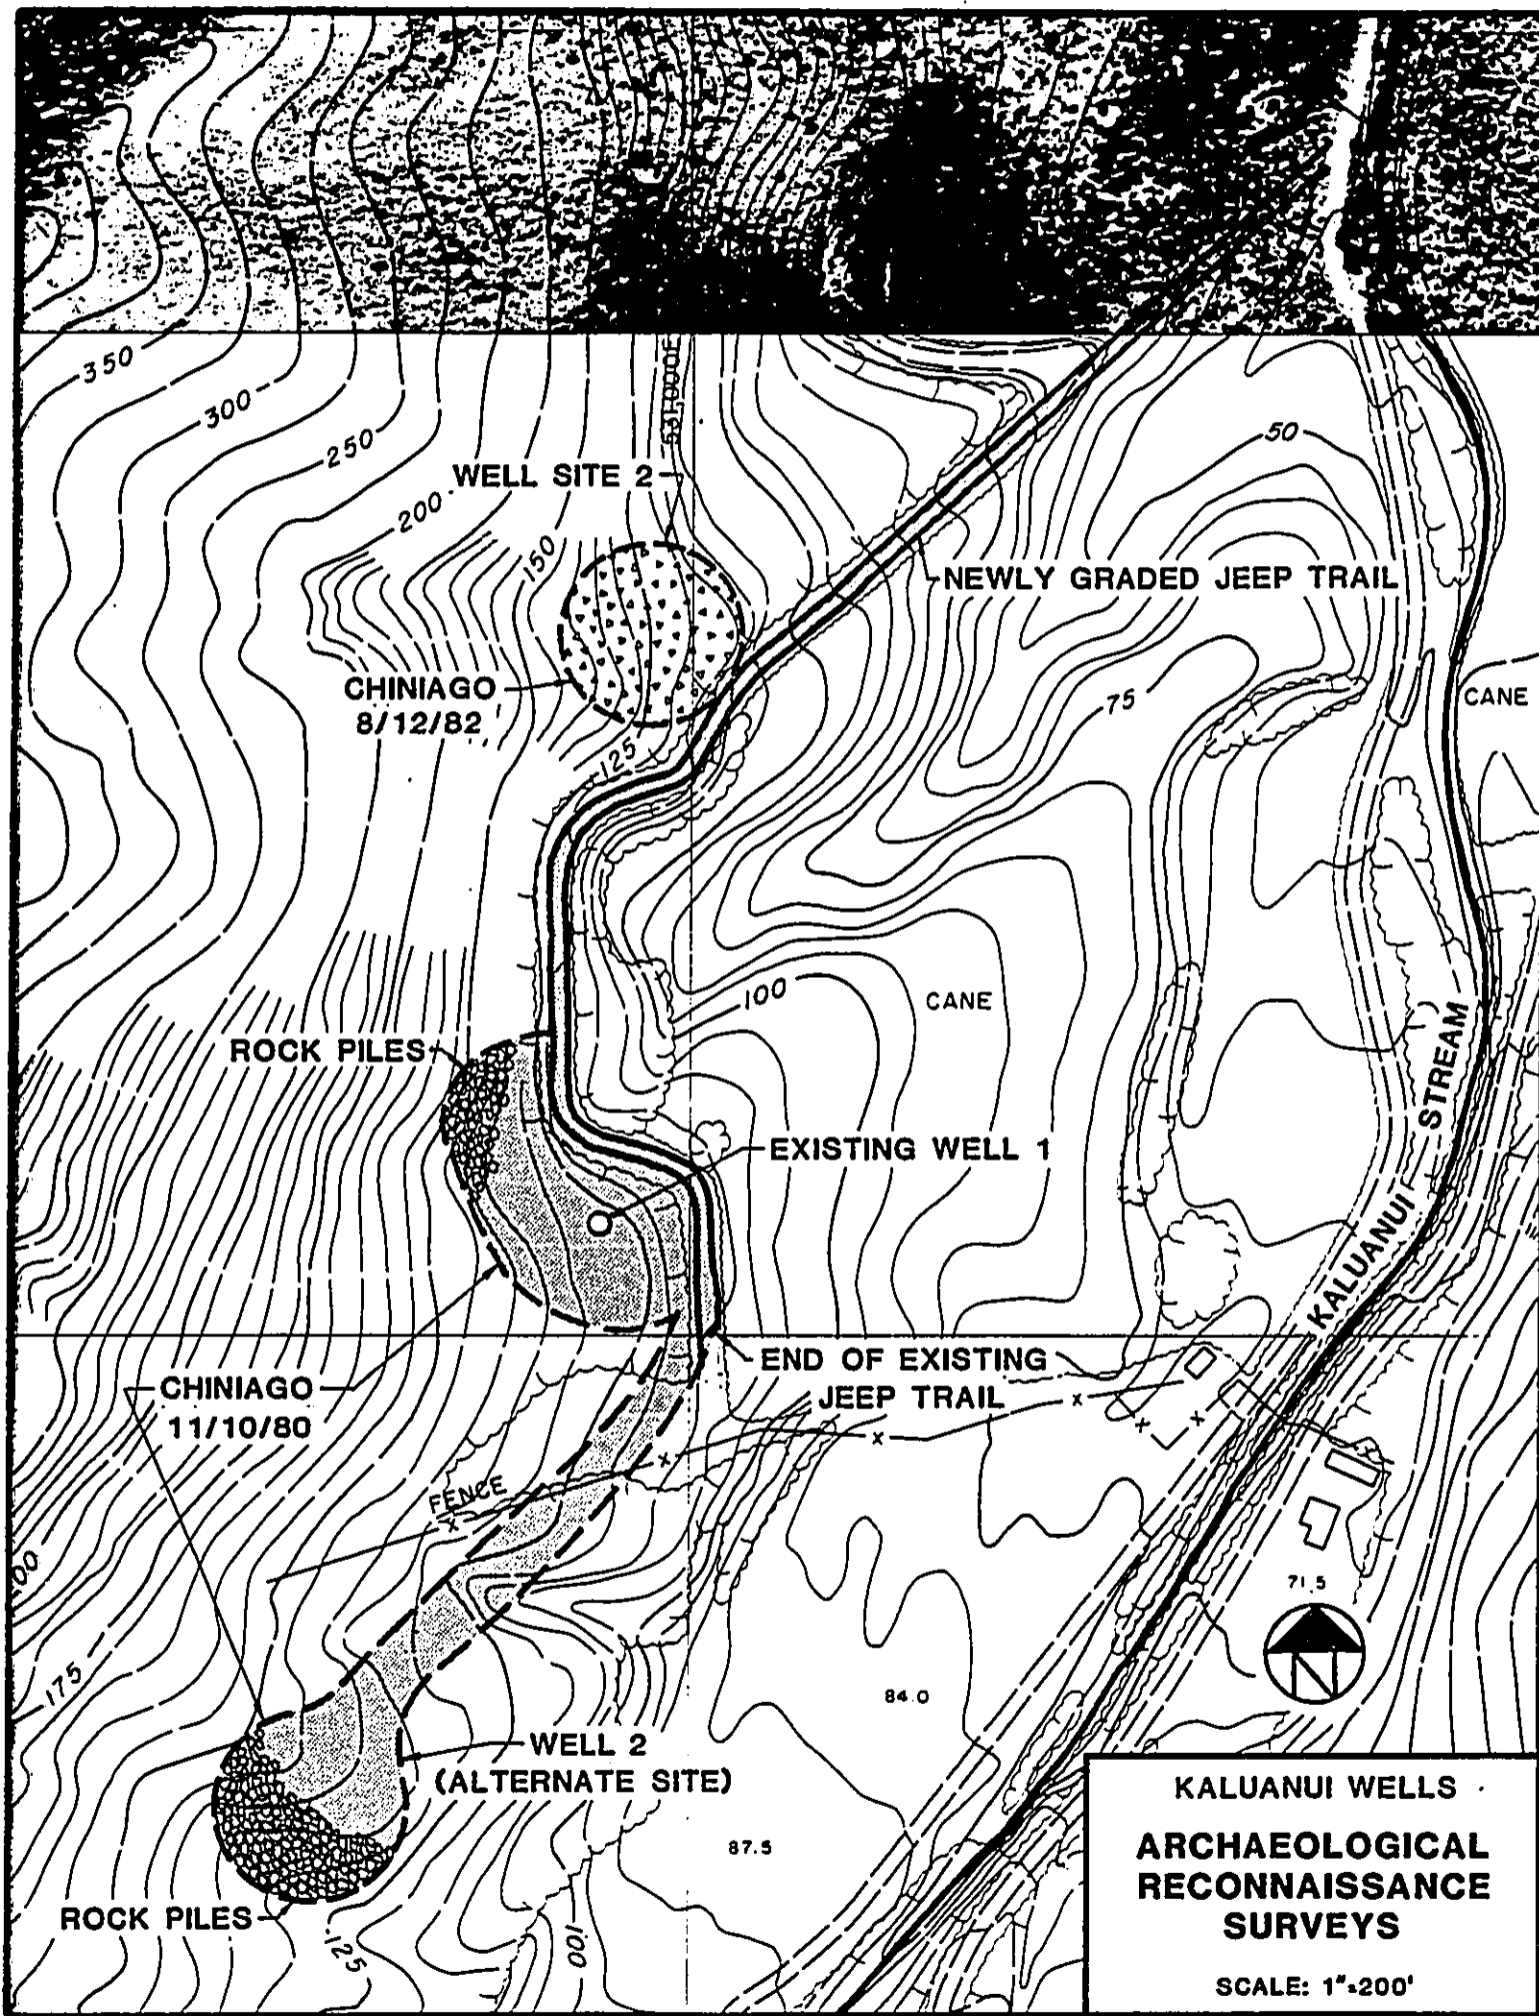 350
300
250
200
150
531,000E
WELL SITE 2
50
NEWLY GRADED JEEP TRAIL
CHINIAGO
8/12/82
75
CANE
125
100
CANE
ROCK PILES
EXISTING WELL 1
KALUANUI STREAM
END OF EXISTING
JEEP TRAIL
CHINIAGO
11/10/80
FENCE
71.5
N
175
84.0
WELL 2
(ALTERNATE SITE)
87.5
ROCK PILES
125
100
KALUANUI WELLS
ARCHAEOLOGICAL
RECONNAISSANCE
SURVEYS
SCALE: 1"=200'